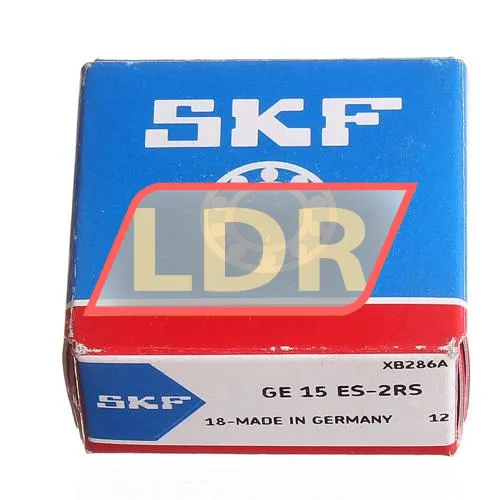 SKF
LDR
XB286A
GE 15 ES-2RS
SKF
18-MADE IN GERMANY 12